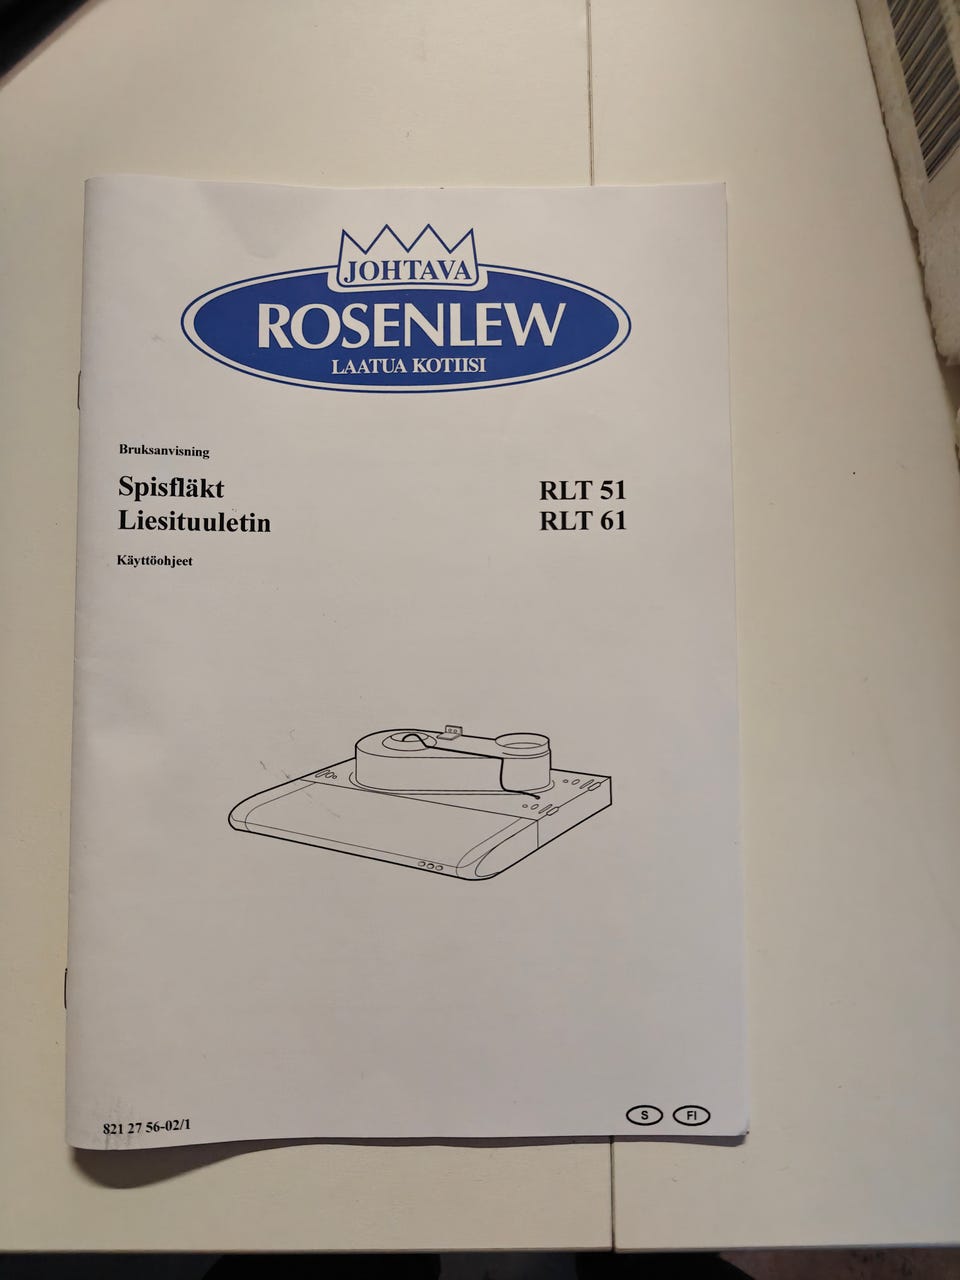 JOHTAVA
ROSENLEW
LAATUA KOTIISI
Bruksanvisning
Spisfläkt RLT 51
Liesituuletin RLT 61
Käyttöohjeet
821 27 56-02/1
S FI